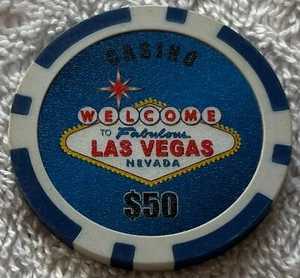 CASINO
WELCOME
TO Fabulous
LAS VEGAS
NEVADA
$50